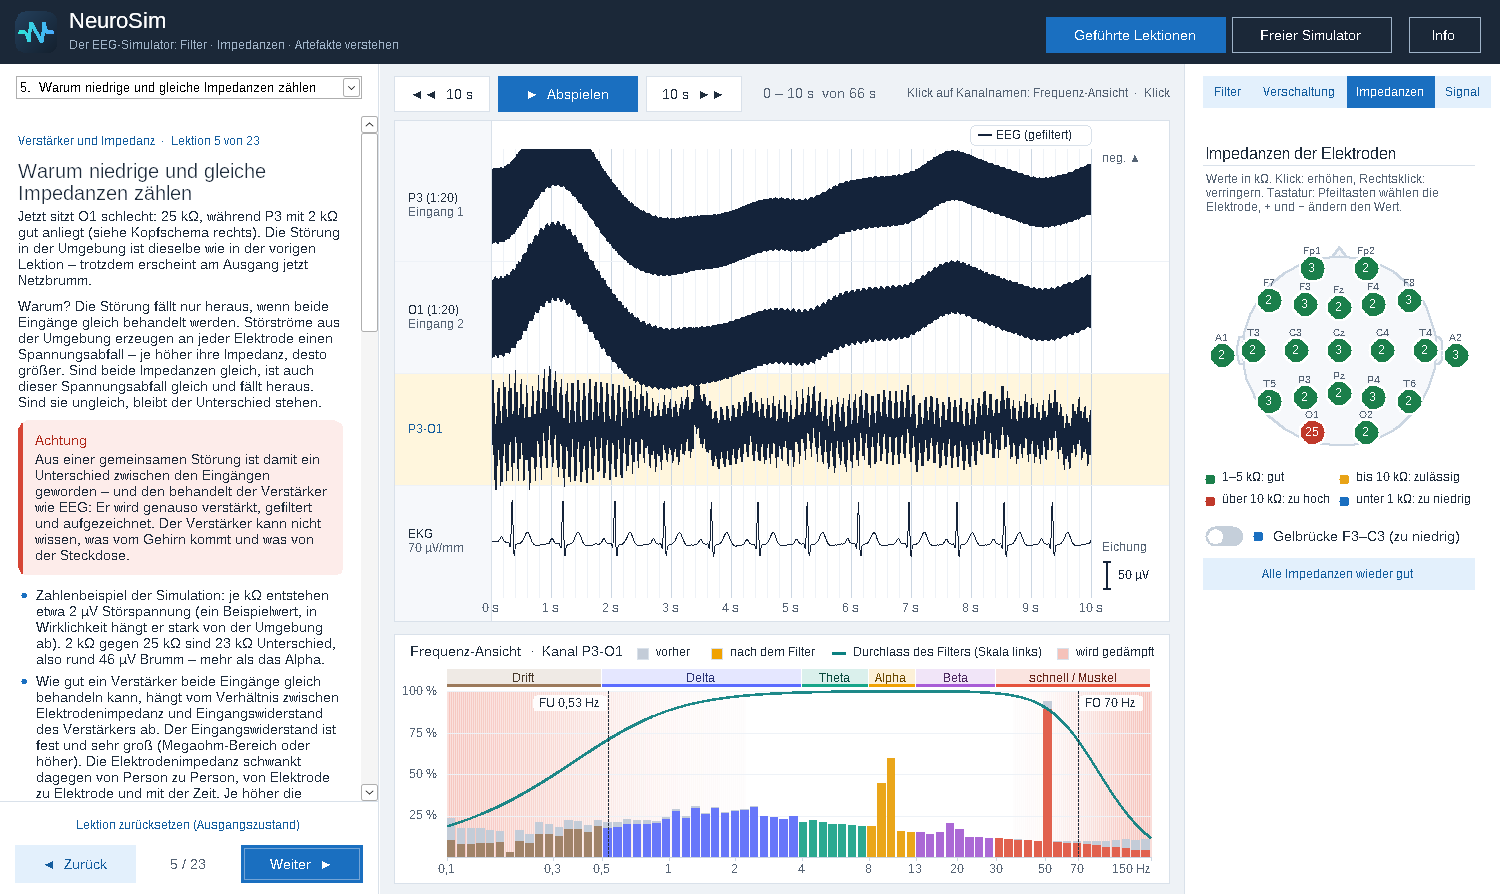 NeuroSim
Der EEG-Simulator: Filter · Impedanzen · Artefakte verstehen
Geführte Lektionen
Freier Simulator
Info
5. Warum niedrige und gleiche Impedanzen zählen
Verstärker und Impedanz · Lektion 5 von 23
Warum niedrige und gleiche
Impedanzen zählen
Jetzt sitzt O1 schlecht: 25 kΩ, während P3 mit 2 kΩ
gut anliegt (siehe Kopfschema rechts). Die Störung
in der Umgebung ist dieselbe wie in der vorigen
Lektion – trotzdem erscheint am Ausgang jetzt
Netzbrumm.
Warum? Die Störung fällt nur heraus, wenn beide
Eingänge gleich behandelt werden. Störströme aus
der Umgebung erzeugen an jeder Elektrode einen
Spannungsabfall – je höher ihre Impedanz, desto
größer. Sind beide Impedanzen gleich, ist auch
dieser Spannungsabfall gleich und fällt heraus.
Sind sie ungleich, bleibt der Unterschied stehen.
Achtung
Aus einer gemeinsamen Störung ist damit ein
Unterschied zwischen den Eingängen
geworden – und den behandelt der Verstärker
wie EEG: Er wird genauso verstärkt, gefiltert
und aufgezeichnet. Der Verstärker kann nicht
wissen, was vom Gehirn kommt und was von
der Steckdose.
• Zahlenbeispiel der Simulation: je kΩ entstehen
etwa 2 µV Störspannung (ein Beispielwert, in
Wirklichkeit hängt er stark von der Umgebung
ab). 2 kΩ gegen 25 kΩ sind 23 kΩ Unterschied,
also rund 46 µV Brumm – mehr als das Alpha.
• Wie gut ein Verstärker beide Eingänge gleich
behandeln kann, hängt vom Verhältnis zwischen
Elektrodenimpedanz und Eingangswiderstand
des Verstärkers ab. Der Eingangswiderstand ist
fest und sehr groß (Megaohm-Bereich oder
höher). Die Elektrodenimpedanz schwankt
dagegen von Person zu Person, von Elektrode
zu Elektrode und mit der Zeit. Je höher die
Lektion zurücksetzen (Ausgangszustand)
◄ Zurück
5 / 23
Weiter ►
◄◄ 10 s
► Abspielen
10 s ►►
0 – 10 s von 66 s
Klick auf Kanalnamen: Frequenz-Ansicht · Klick
EEG (gefiltert)
neg. ▲
P3 (1:20)
Eingang 1
O1 (1:20)
Eingang 2
P3-O1
EKG
70 µV/mm
Eichung
50 µV
0 s 1 s 2 s 3 s 4 s 5 s 6 s 7 s 8 s 9 s 10 s
Frequenz-Ansicht · Kanal P3-O1
vorher
nach dem Filter
Durchlass des Filters (Skala links)
wird gedämpft
Drift Delta Theta Alpha Beta schnell / Muskel
100 %
75 %
50 %
25 %
FU 0,53 Hz
FO 70 Hz
0,1 0,3 0,5 1 2 4 8 13 20 30 50 70 150 Hz
Filter
Verschaltung
Impedanzen
Signal
Impedanzen der Elektroden
Werte in kΩ. Klick: erhöhen, Rechtsklick:
verringern. Tastatur: Pfeiltasten wählen die
Elektrode, + und − ändern den Wert.
Fp1 Fp2
3 2
F7 F3 Fz F4 F8
2 3 2 2 3
A1 T3 C3 Cz C4 T4 A2
2 2 2 3 2 2 3
T5 P3 Pz P4 T6
3 2 2 3 2
O1 O2
25 2
1–5 kΩ: gut
bis 10 kΩ: zulässig
über 10 kΩ: zu hoch
unter 1 kΩ: zu niedrig
Gelbrücke F3–C3 (zu niedrig)
Alle Impedanzen wieder gut